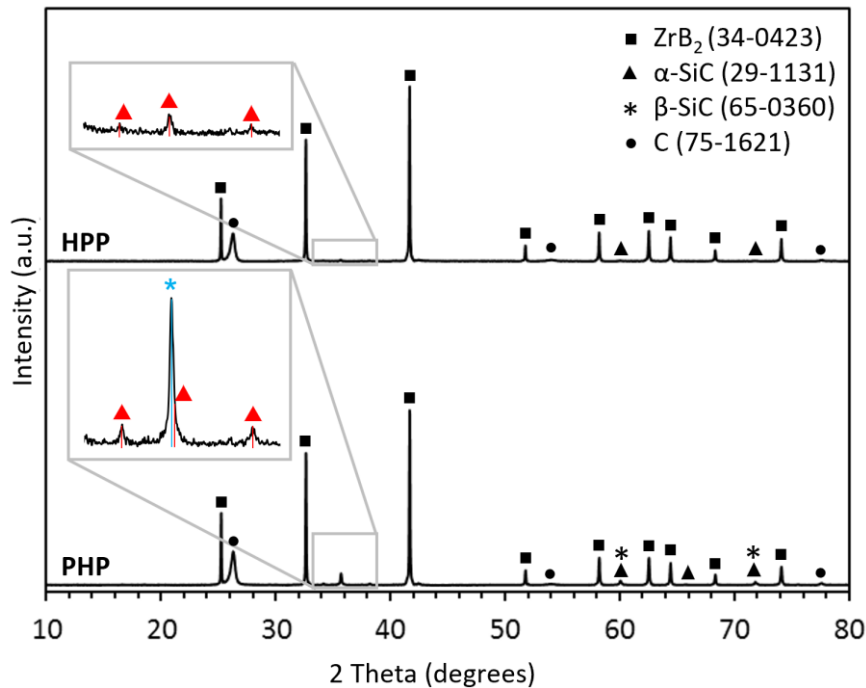 ZrB₂ (34-0423)
α-SiC (29-1131)
β-SiC (65-0360)
C (75-1621)
HPP
PHP
Intensity (a.u.)
10 20 30 40 50 60 70 80
2 Theta (degrees)